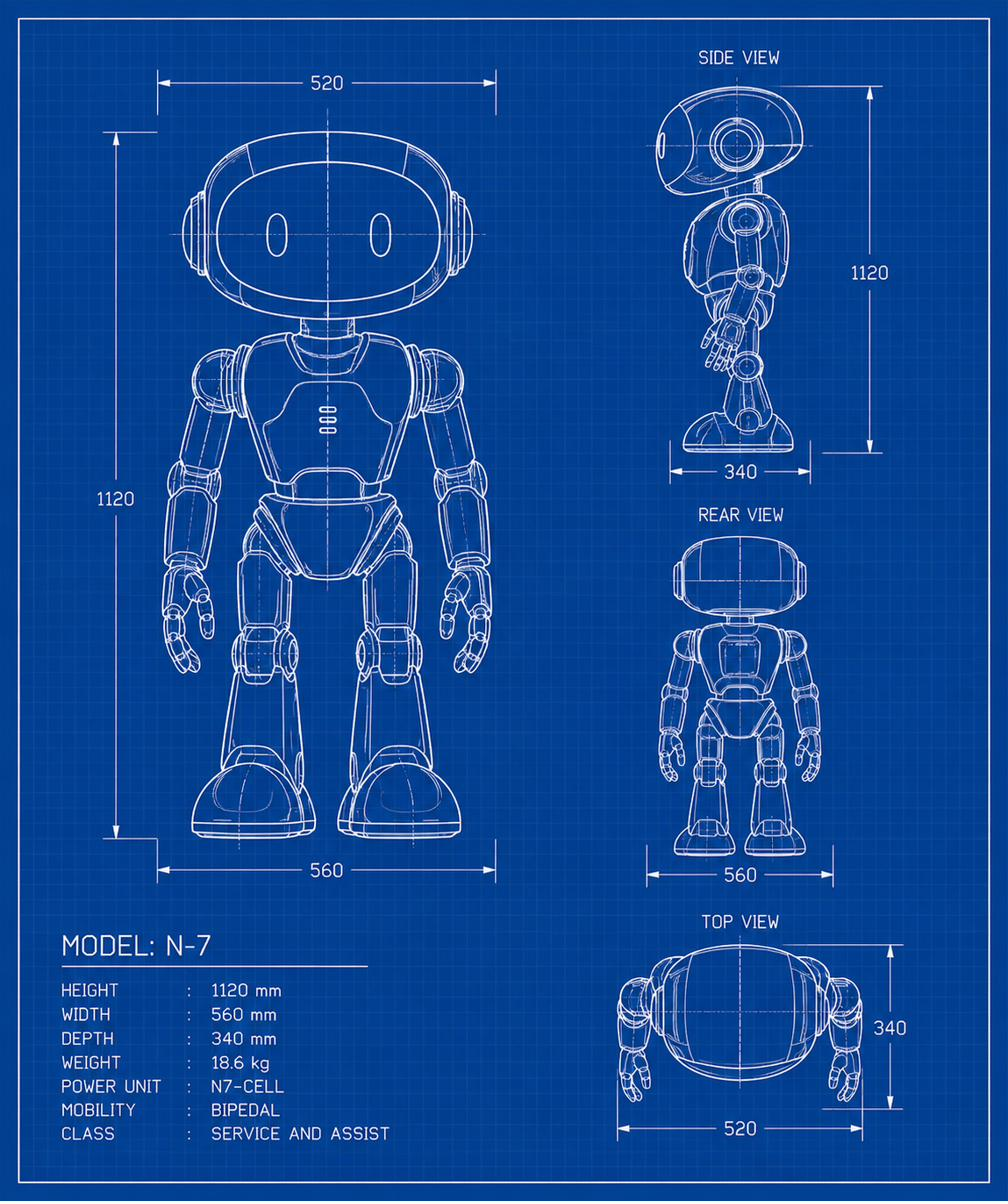 520
1120
560
SIDE VIEW
1120
340
REAR VIEW
560
TOP VIEW
340
520
MODEL: N-7
HEIGHT : 1120 mm
WIDTH : 560 mm
DEPTH : 340 mm
WEIGHT : 18.6 kg
POWER UNIT : N7-CELL
MOBILITY : BIPEDAL
CLASS : SERVICE AND ASSIST